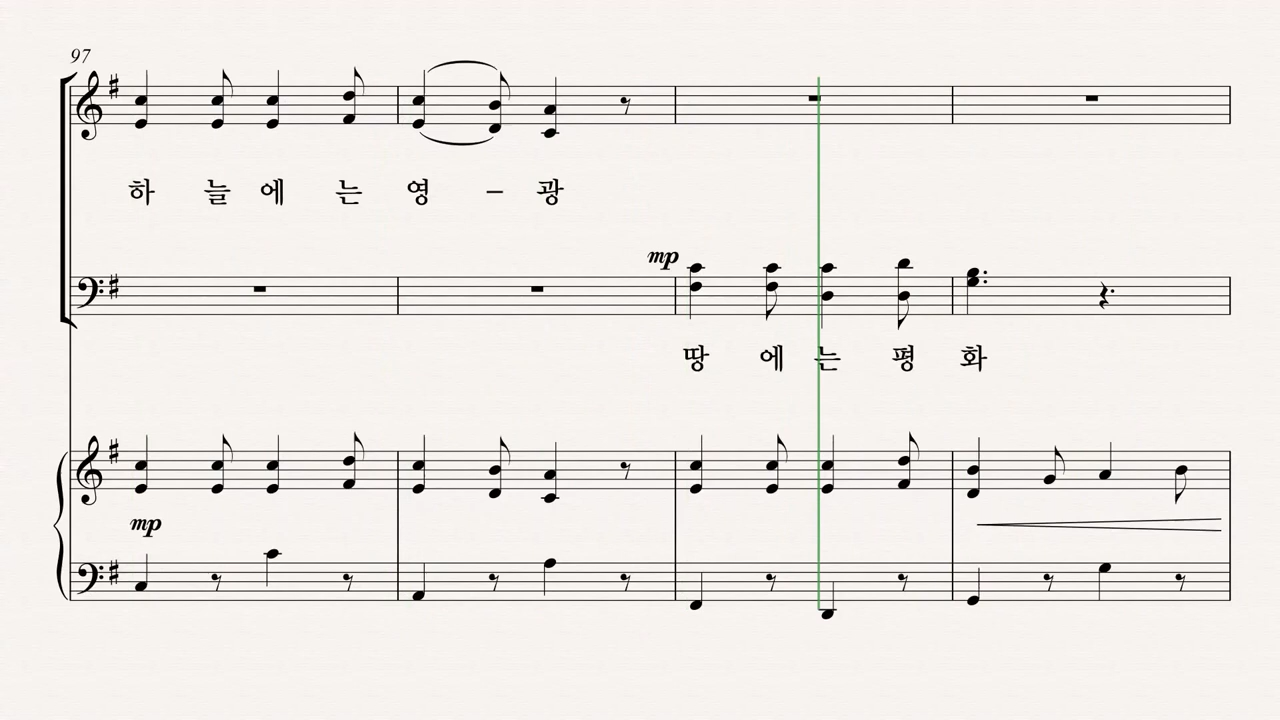 97
하 늘 에 는 영 – 광
mp
땅 에 는 평 화
mp